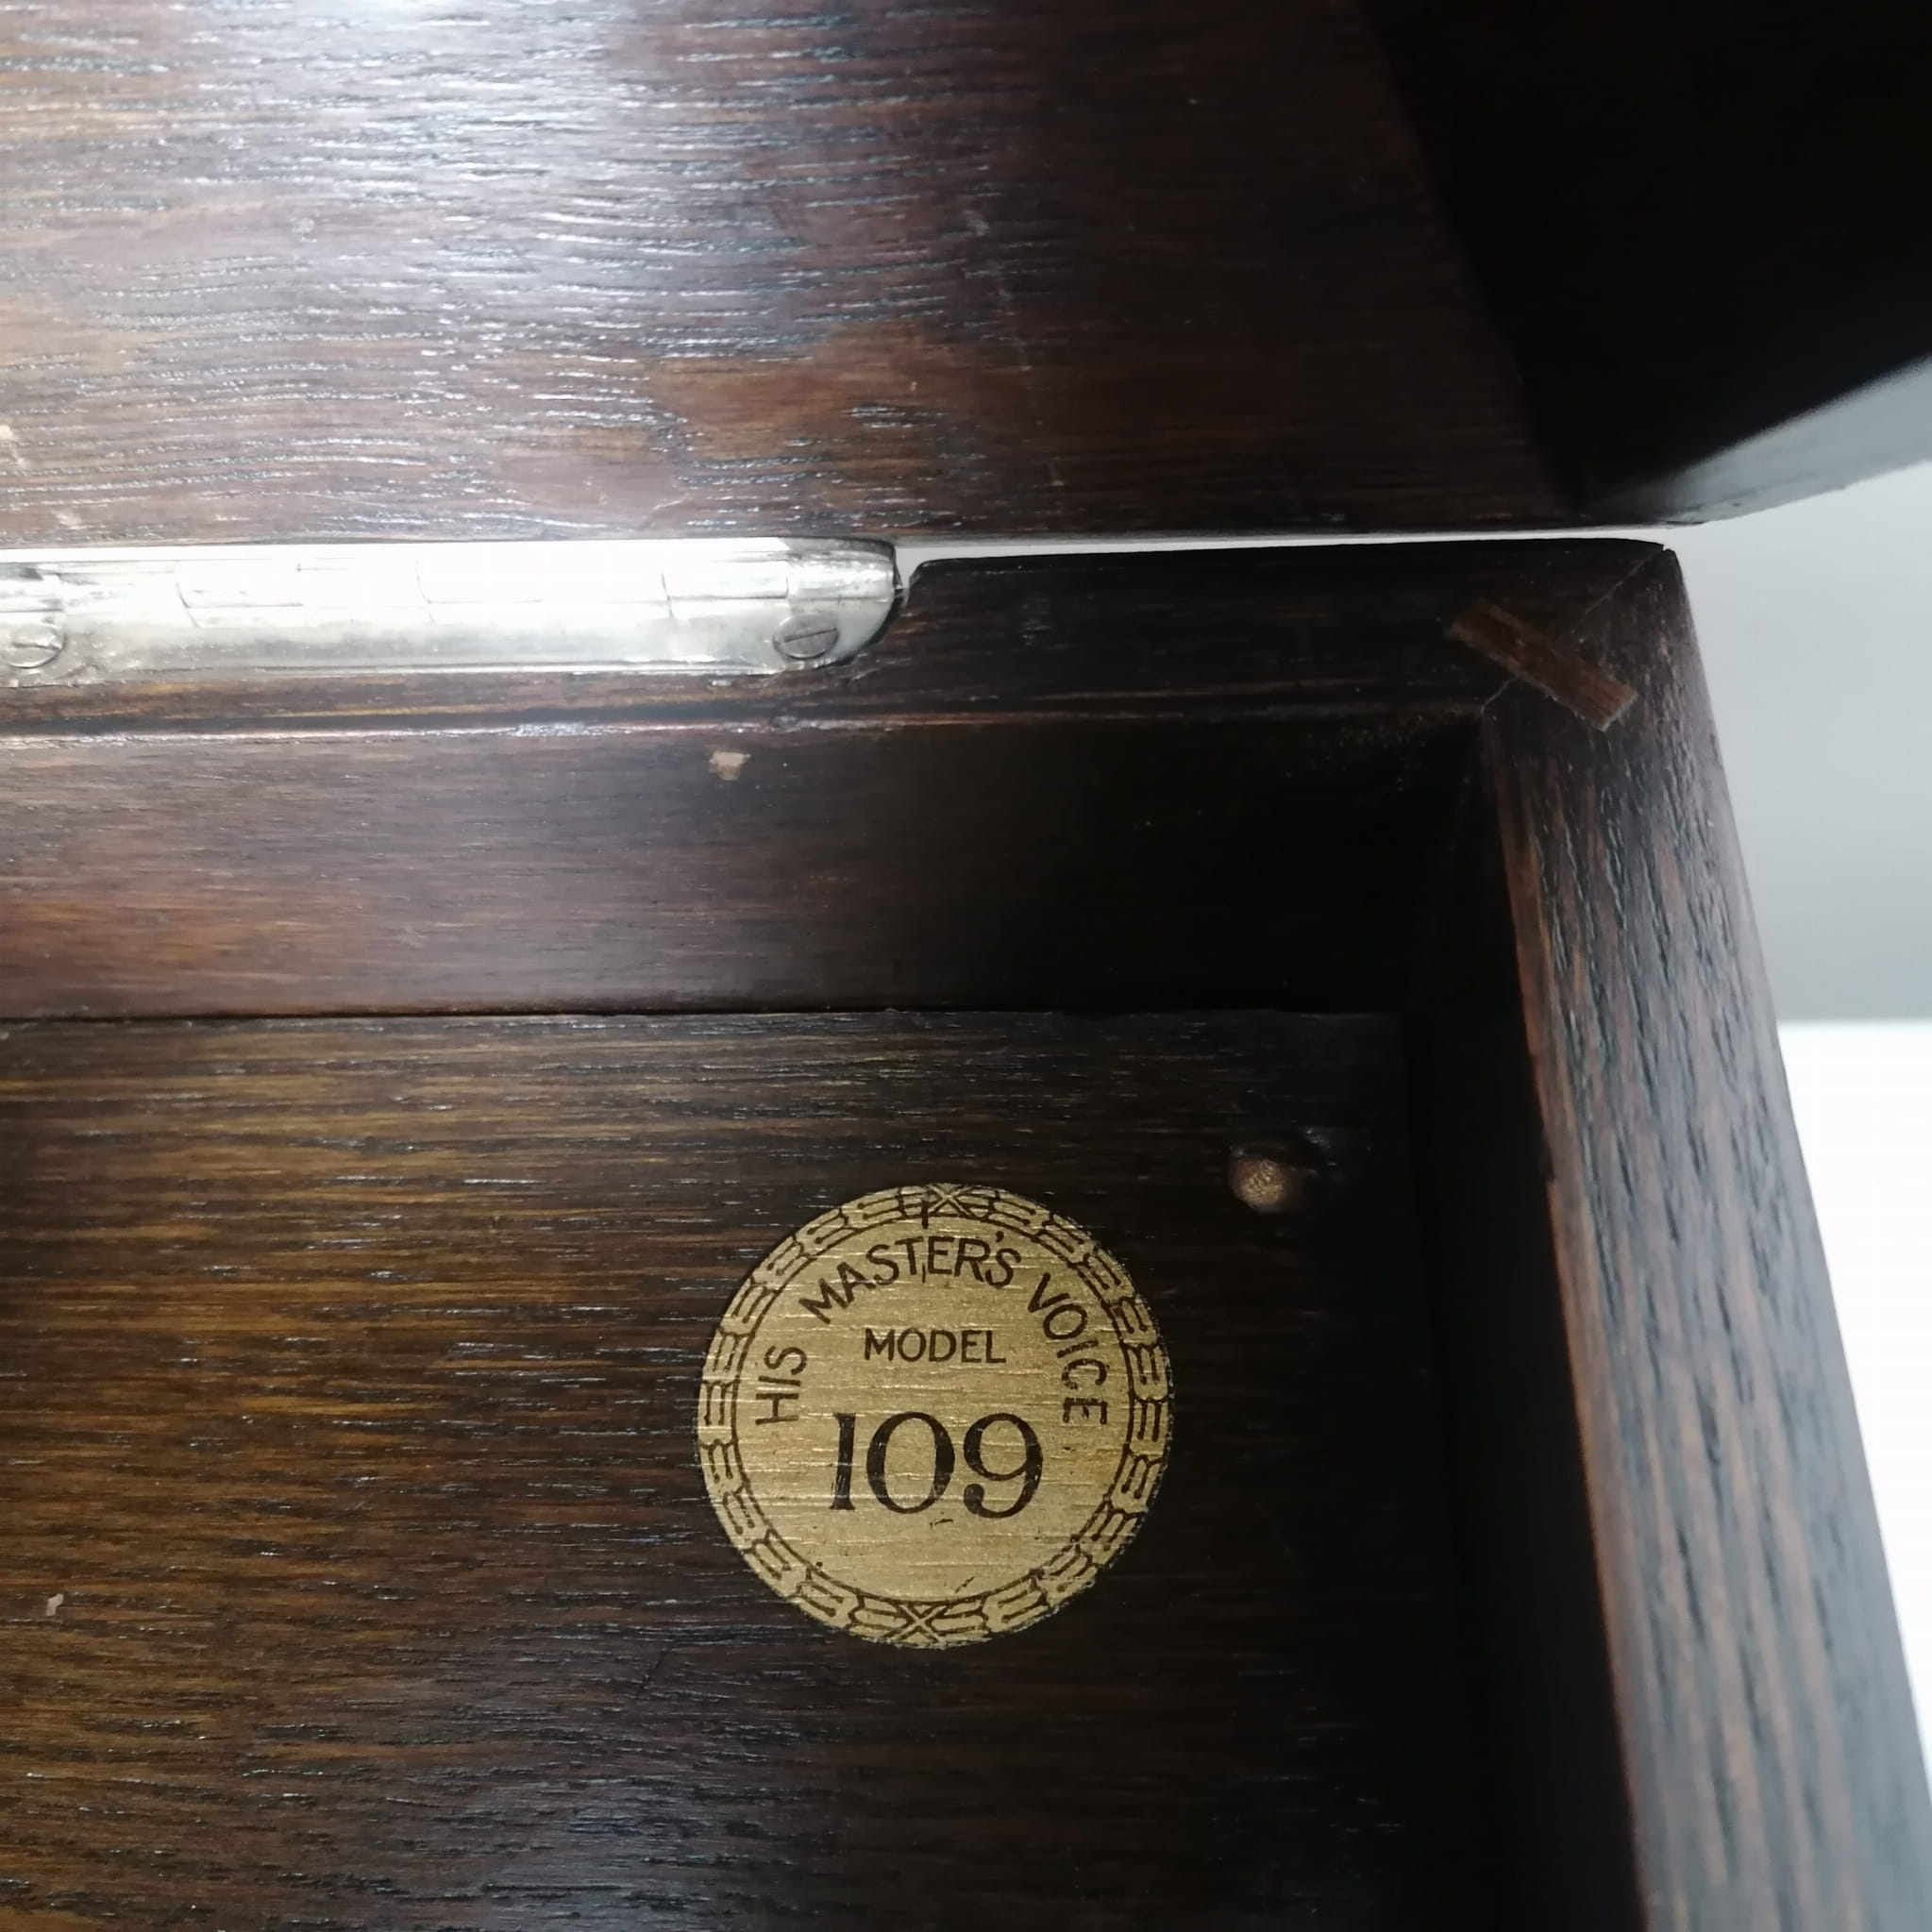 HIS MASTER'S VOICE
MODEL
109